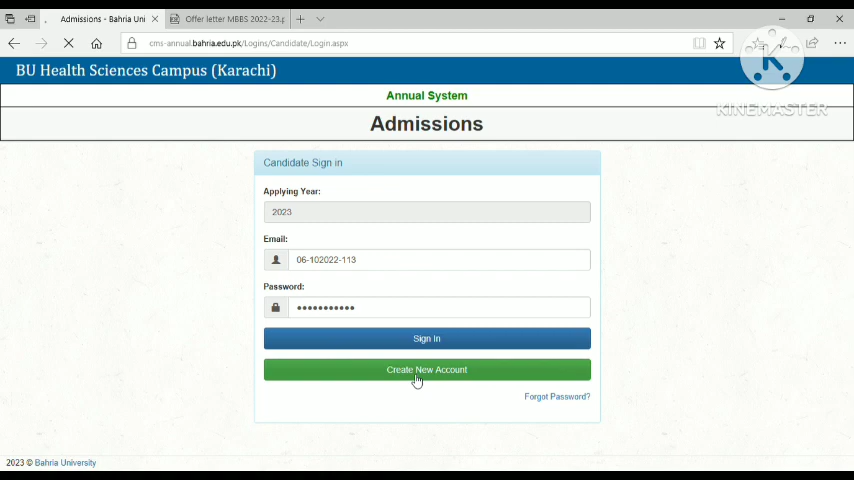 Admissions - Bahria Uni
Offer letter MBBS 2022-23.p
cms-annual.bahria.edu.pk/Logins/Candidate/Login.aspx
BU Health Sciences Campus (Karachi)
K
KINEMASTER
Annual System
Admissions
Candidate Sign in
Applying Year:
2023
Email:
06-102022-113
Password:
•••••••••••
Sign In
Create New Account
Forgot Password?
2023 © Bahria University